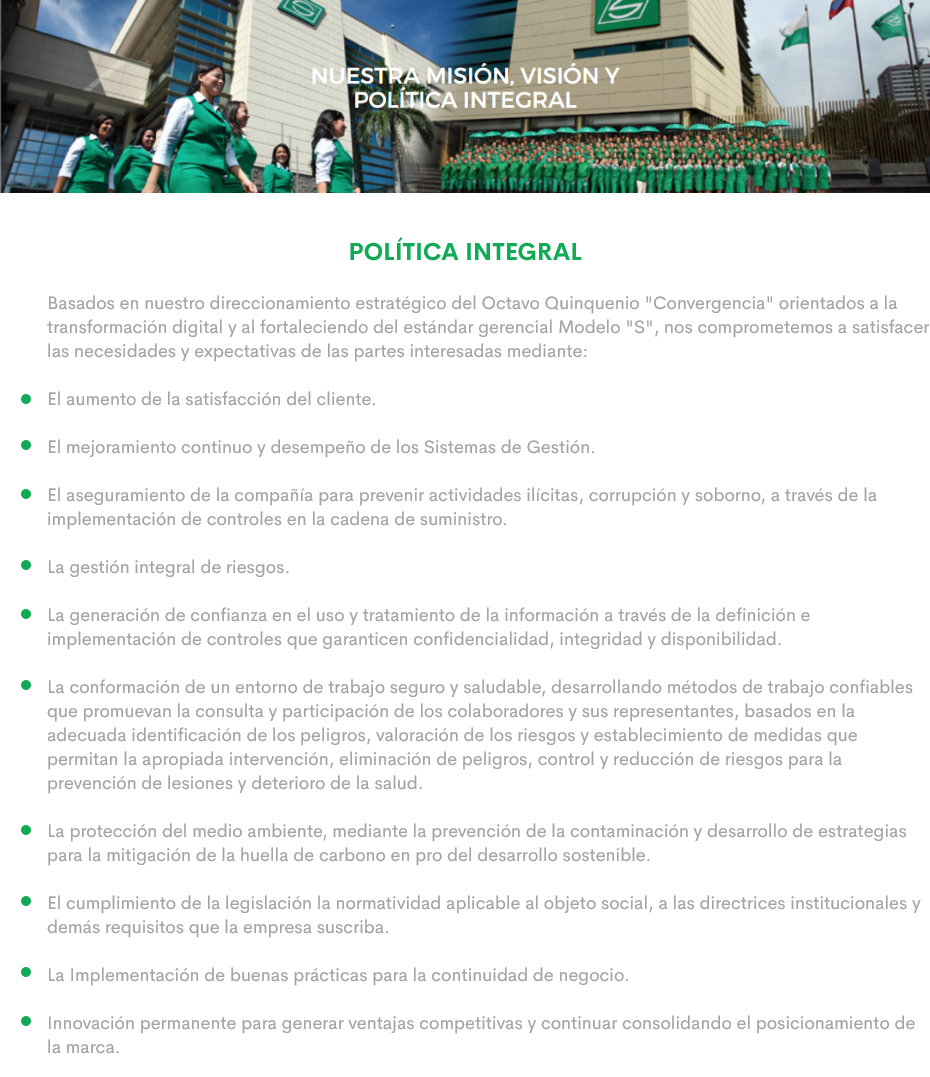 NUESTRA MISIÓN, VISIÓN Y
POLÍTICA INTEGRAL
POLÍTICA INTEGRAL
Basados en nuestro direccionamiento estratégico del Octavo Quinquenio "Convergencia" orientados a la
transformación digital y al fortaleciendo del estándar gerencial Modelo "S", nos comprometemos a satisfacer
las necesidades y expectativas de las partes interesadas mediante:
El aumento de la satisfacción del cliente.
El mejoramiento continuo y desempeño de los Sistemas de Gestión.
El aseguramiento de la compañía para prevenir actividades ilícitas, corrupción y soborno, a través de la
implementación de controles en la cadena de suministro.
La gestión integral de riesgos.
La generación de confianza en el uso y tratamiento de la información a través de la definición e
implementación de controles que garanticen confidencialidad, integridad y disponibilidad.
La conformación de un entorno de trabajo seguro y saludable, desarrollando métodos de trabajo confiables
que promuevan la consulta y participación de los colaboradores y sus representantes, basados en la
adecuada identificación de los peligros, valoración de los riesgos y establecimiento de medidas que
permitan la apropiada intervención, eliminación de peligros, control y reducción de riesgos para la
prevención de lesiones y deterioro de la salud.
La protección del medio ambiente, mediante la prevención de la contaminación y desarrollo de estrategias
para la mitigación de la huella de carbono en pro del desarrollo sostenible.
El cumplimiento de la legislación la normatividad aplicable al objeto social, a las directrices institucionales y
demás requisitos que la empresa suscriba.
La Implementación de buenas prácticas para la continuidad de negocio.
Innovación permanente para generar ventajas competitivas y continuar consolidando el posicionamiento de
la marca.